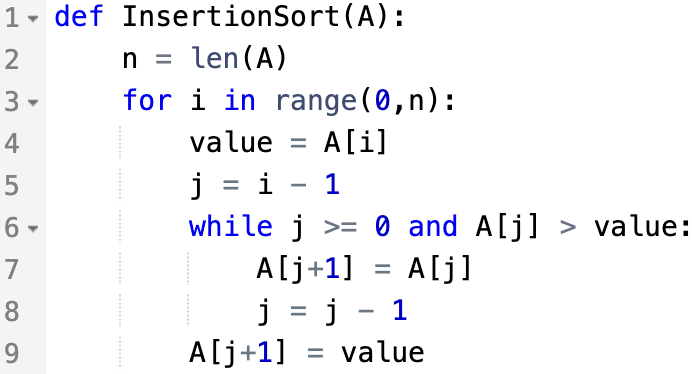 1 def InsertionSort(A):
2     n = len(A)
3     for i in range(0,n):
4         value = A[i]
5         j = i - 1
6         while j >= 0 and A[j] > value:
7             A[j+1] = A[j]
8             j = j - 1
9         A[j+1] = value